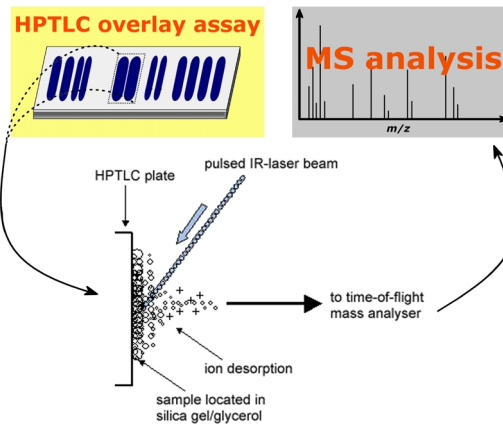 HPTLC overlay assay
MS analysis
m/z
pulsed IR-laser beam
HPTLC plate
to time-of-flight
mass analyser
ion desorption
sample located in
silica gel/glycerol